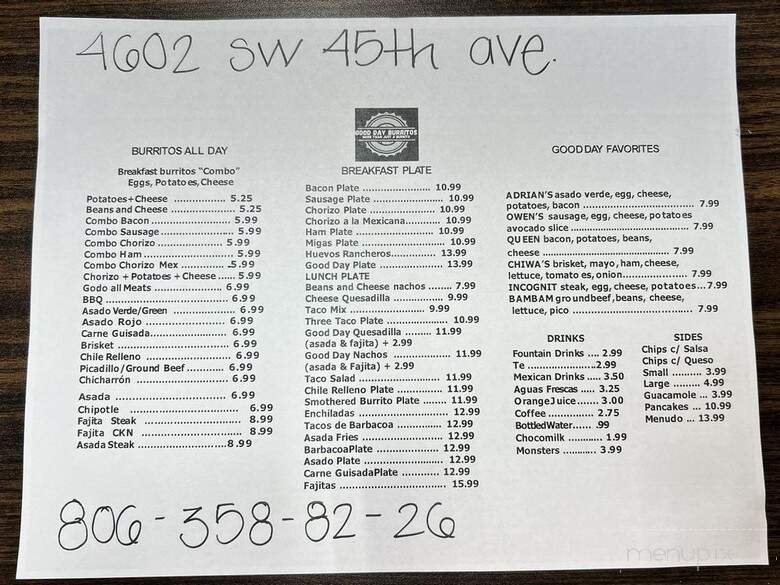 4602 SW 45th ave.
GOOD DAY BURRITOS
MORE THAN JUST A BURRITO
BURRITOS ALL DAY
Breakfast burritos "Combo"
Eggs, Potatoes, Cheese
Potatoes+Cheese .................. 5.25
Beans and Cheese ................ 5.25
Combo Bacon ..................... 5.99
Combo Sausage .................. 5.99
Combo Chorizo .................. 5.99
Combo Ham ....................... 5.99
Combo Chorizo Mex ............. .5.99
Chorizo + Potatoes + Cheese ..... 5.99
Godo all Meats .................... 6.99
BBQ ................................. 6.99
Asado Verde/Green .............. 6.99
Asado Rojo ....................... 6.99
Carne Guisada.................... 6.99
Brisket ............................. 6.99
Chile Relleno ..................... 6.99
Picadillo/Ground Beef........... 6.99
Chicharrón ........................ 6.99
Asada ............................. 6.99
Chipotle ............................. 6.99
Fajita Steak ...................... 8.99
Fajita CKN ........................ 8.99
Asada Steak .......................8.99
BREAKFAST PLATE
Bacon Plate .................. 10.99
Sausage Plate ................. 10.99
Chorizo Plate .................. 10.99
Chorizo a la Mexicana........ 10.99
Ham Plate ...................... 10.99
Migas Plate .................... 10.99
Huevos Rancheros............ 13.99
Good Day Plate ............... 13.99
LUNCH PLATE
Beans and Cheese nachos ....... 7.99
Cheese Quesadilla .............. 9.99
Taco Mix ..................... 9.99
Three Taco Plate ................ 10.99
Good Day Quesadilla ......... 11.99
(asada & fajita) + 2.99
Good Day Nachos .............. 11.99
(asada & Fajita) + 2.99
Taco Salad .......................11.99
Chile Relleno Plate .............. 11.99
Smothered Burrito Plate ....... 11.99
Enchiladas ........................ 12.99
Tacos de Barbacoa .............. 12.99
Asada Fries ....................... 12.99
BarbacoaPlate .................... 12.99
Asado Plate ....................... 12.99
Carne GuisadaPlate ............ 12.99
Fajitas .............................. 15.99
GOOD DAY FAVORITES
ADRIAN'S asado verde, egg, cheese,
potatoes, bacon .......................... 7.99
OWEN'S sausage, egg, cheese, potatoes
avocado slice ............................. 7.99
QUEEN bacon, potatoes, beans,
cheese ................................... 7.99
CHIWA'S brisket, mayo, ham, cheese,
lettuce, tomatoes, onion.................. 7.99
INCOGNIT steak, egg, cheese, potatoes...7.99
BAMBAM groundbeef, beans, cheese,
lettuce, pico ............................... 7.99
DRINKS
Fountain Drinks .... 2.99
Te .....................2.99
Mexican Drinks .... 3.50
Aguas Frescas .... 3.25
OrangeJuice...... 3.00
Coffee ............. 2.75
BottledWater...... .99
Chocomilk ......... 1.99
Monsters .......... 3.99
SIDES
Chips c/ Salsa
Chips c/ Queso
Small ......... 3.99
Large ......... 4.99
Guacamole ... 3.99
Pancakes .... 10.99
Menudo ... 13.99
806-358-82-26
menupix